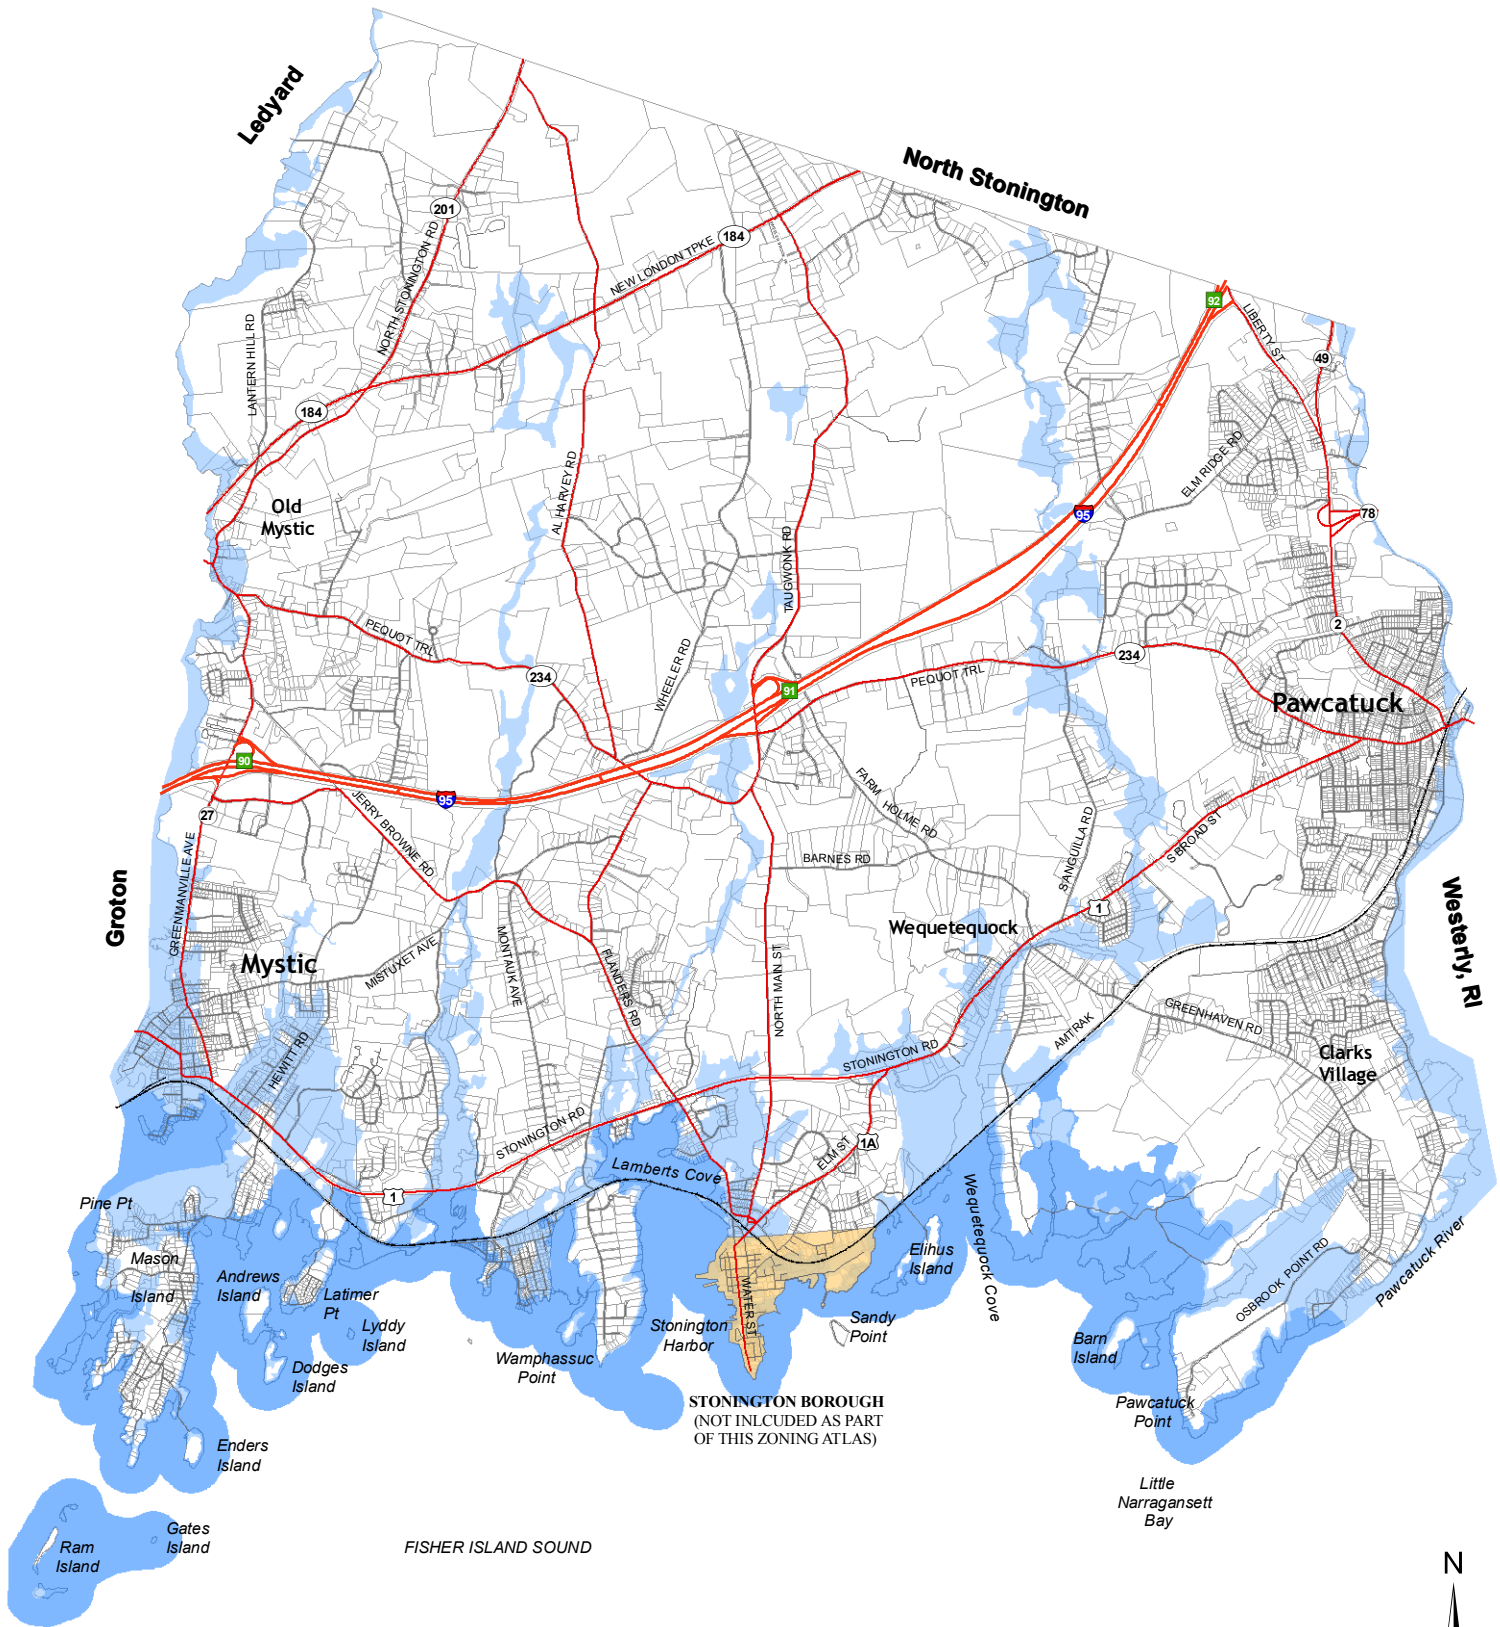 Ledyard
North Stonington
201
184
NEW LONDON TPKE
NORTH STONINGTON RD
LANTERN HILL RD
184
92
LIBERTY ST
49
ELM RIDGE RD
Old
Mystic
AL HARVEY RD
TAUGWONK RD
95
78
PEQUOT TRL
234
WHEELER RD
91
PEQUOT TRL
234
2
Pawcatuck
90
95
27
JERRY BROWNE RD
FARM HOLME RD
BARNES RD
SANGUILLA RD
S BROAD ST
Groton
GREENMANVILLE AVE
Mystic
MISTUXET AVE
MONTAUK AVE
FLANDERS RD
NORTH MAIN ST
Wequetequock
1
Westerly, RI
HEWITT RD
STONINGTON RD
AMTRAK
GREENHAVEN RD
Clarks
Village
STONINGTON RD
1A
ELM ST
Lamberts Cove
1
Pine Pt
Mason
Island
Andrews
Island
Latimer
Pt
Lyddy
Island
Dodges
Island
Wamphassuc
Point
Stonington
Harbor
WATER ST
Sandy
Point
Elihus
Island
Wequetequock Cove
Barn
Island
OSBROOK POINT RD
Pawcatuck River
Pawcatuck
Point
STONINGTON BOROUGH
(NOT INLCUDED AS PART
OF THIS ZONING ATLAS)
Enders
Island
Little
Narragansett
Bay
Gates
Island
Ram
Island
FISHER ISLAND SOUND
N